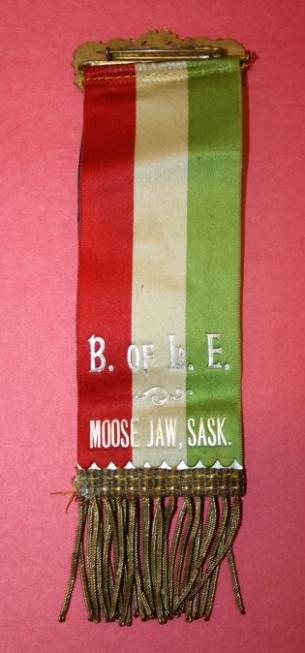 B. OF L. E.
MOOSE JAW, SASK.